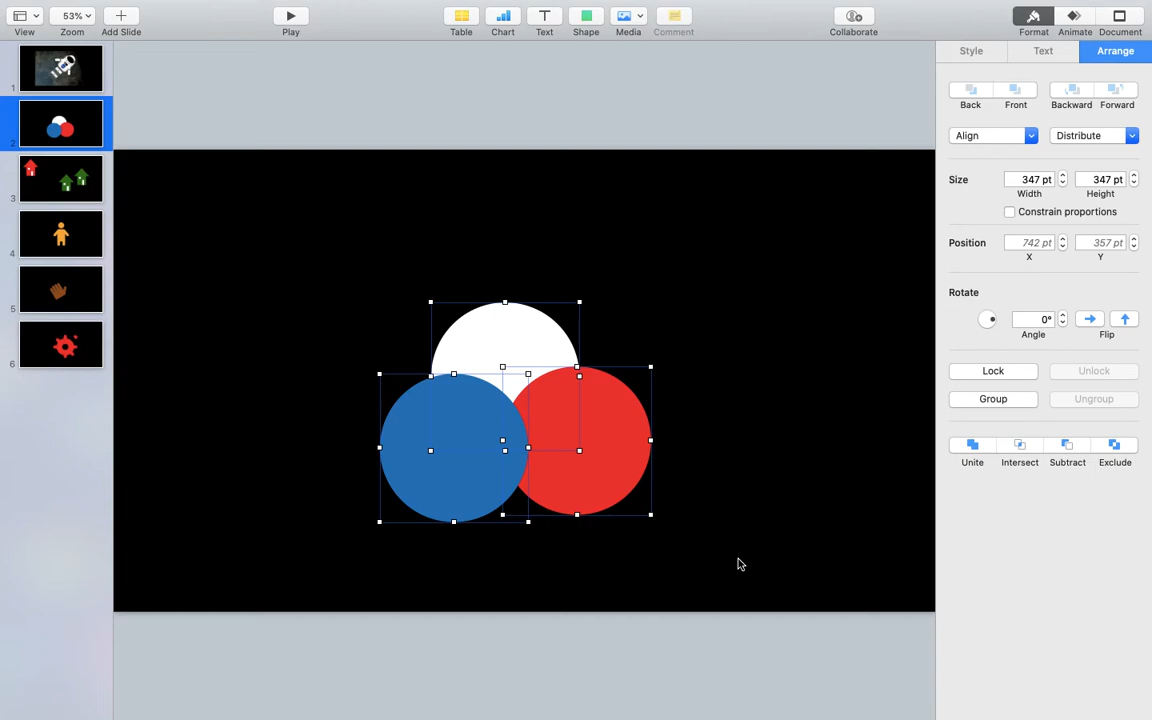 53%
View Zoom Add Slide Play Table Chart Text Shape Media Comment Collaborate Format Animate Document
Style Text Arrange
1
2
3
4
5
6
Back Front Backward Forward
Align Distribute
Size 347 pt 347 pt
Width Height
Constrain proportions
Position 742 pt 357 pt
X Y
Rotate
0°
Angle Flip
Lock Unlock
Group Ungroup
Unite Intersect Subtract Exclude